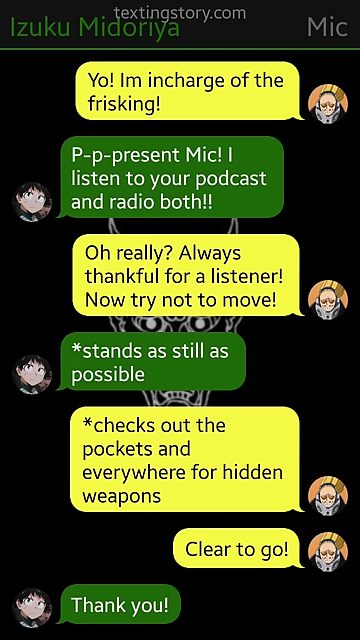 textingstory.com
Izuku Midoriya
Mic
Yo! Im incharge of the
frisking!
P-p-present Mic! I
listen to your podcast
and radio both!!
Oh really? Always
thankful for a listener!
Now try not to move!
*stands as still as
possible
*checks out the
pockets and
everywhere for hidden
weapons
Clear to go!
Thank you!